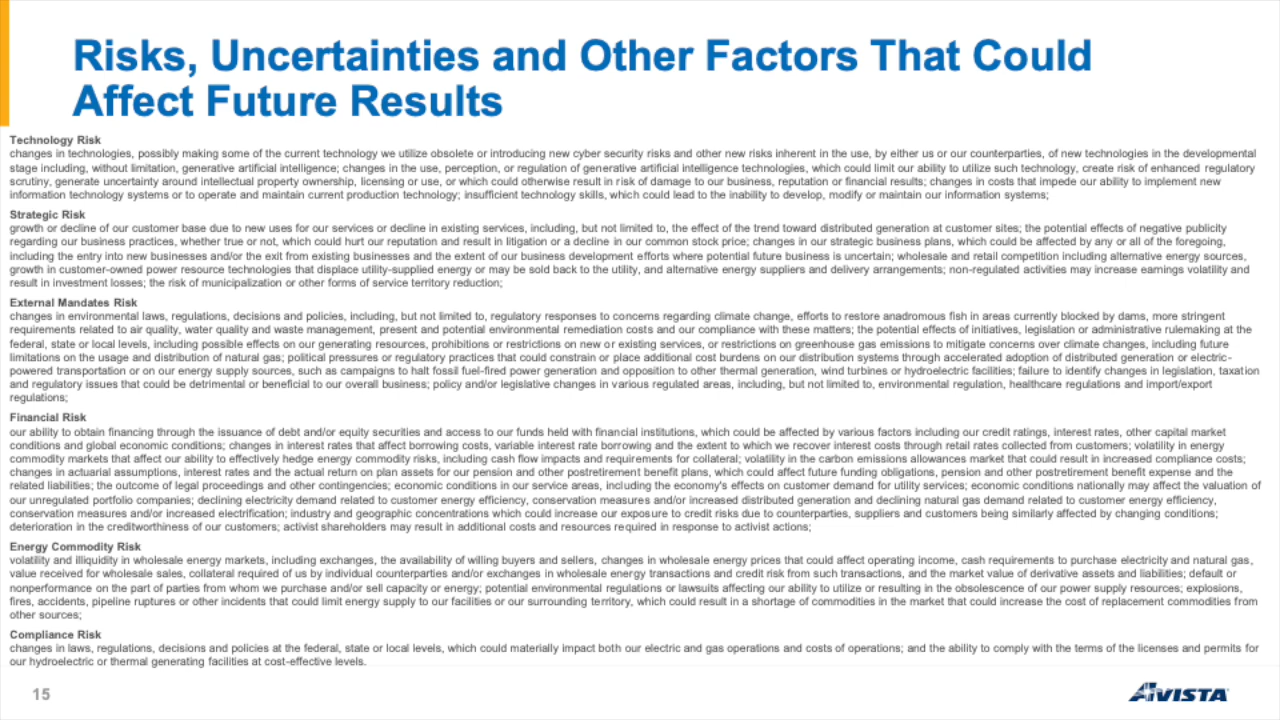 Risks, Uncertainties and Other Factors That Could
Affect Future Results
Technology Risk
changes in technologies, possibly making some of the current technology we utilize obsolete or introducing new cyber security risks and other new risks inherent in the use, by either us or our counterparties, of new technologies in the developmental
stage including, without limitation, generative artificial intelligence; changes in the use, perception, or regulation of generative artificial intelligence technologies, which could limit our ability to utilize such technology, create risk of enhanced regulatory
scrutiny, generate uncertainty around intellectual property ownership, licensing or use, or which could otherwise result in risk of damage to our business, reputation or financial results; changes in costs that impede our ability to implement new
information technology systems or to operate and maintain current production technology; insufficient technology skills, which could lead to the inability to develop, modify or maintain our information systems;
Strategic Risk
growth or decline of our customer base due to new uses for our services or decline in existing services, including, but not limited to, the effect of the trend toward distributed generation at customer sites; the potential effects of negative publicity
regarding our business practices, whether true or not, which could hurt our reputation and result in litigation or a decline in our common stock price; changes in our strategic business plans, which could be affected by any or all of the foregoing,
including the entry into new businesses and/or the exit from existing businesses and the extent of our business development efforts where potential future business is uncertain; wholesale and retail competition including alternative energy sources,
growth in customer-owned power resource technologies that displace utility-supplied energy or may be sold back to the utility, and alternative energy suppliers and delivery arrangements; non-regulated activities may increase earnings volatility and
result in investment losses; the risk of municipalization or other forms of service territory reduction;
External Mandates Risk
changes in environmental laws, regulations, decisions and policies, including, but not limited to, regulatory responses to concerns regarding climate change, efforts to restore anadromous fish in areas currently blocked by dams, more stringent
requirements related to air quality, water quality and waste management, present and potential environmental remediation costs and our compliance with these matters; the potential effects of initiatives, legislation or administrative rulemaking at the
federal, state or local levels, including possible effects on our generating resources, prohibitions or restrictions on new or existing services, or restrictions on greenhouse gas emissions to mitigate concerns over climate changes, including future
limitations on the usage and distribution of natural gas; political pressures or regulatory practices that could constrain or place additional cost burdens on our distribution systems through accelerated adoption of distributed generation or electric-
powered transportation or on our energy supply sources, such as campaigns to halt fossil fuel-fired power generation and opposition to other thermal generation, wind turbines or hydroelectric facilities; failure to identify changes in legislation, taxation
and regulatory issues that could be detrimental or beneficial to our overall business; policy and/or legislative changes in various regulated areas, including, but not limited to, environmental regulation, healthcare regulations and import/export
regulations;
Financial Risk
our ability to obtain financing through the issuance of debt and/or equity securities and access to our funds held with financial institutions, which could be affected by various factors including our credit ratings, interest rates, other capital market
conditions and global economic conditions; changes in interest rates that affect borrowing costs, variable interest rate borrowing and the extent to which we recover interest costs through retail rates collected from customers; volatility in energy
commodity markets that affect our ability to effectively hedge energy commodity risks, including cash flow impacts and requirements for collateral; volatility in the carbon emissions allowances market that could result in increased compliance costs;
changes in actuarial assumptions, interest rates and the actual return on plan assets for our pension and other postretirement benefit plans, which could affect future funding obligations, pension and other postretirement benefit expense and the
related liabilities; the outcome of legal proceedings and other contingencies; economic conditions in our service areas, including the economy's effects on customer demand for utility services; economic conditions nationally may affect the valuation of
our unregulated portfolio companies; declining electricity demand related to customer energy efficiency, conservation measures and/or increased distributed generation and declining natural gas demand related to customer energy efficiency,
conservation measures and/or increased electrification; industry and geographic concentrations which could increase our exposure to credit risks due to counterparties, suppliers and customers being similarly affected by changing conditions;
deterioration in the creditworthiness of our customers; activist shareholders may result in additional costs and resources required in response to activist actions;
Energy Commodity Risk
volatility and illiquidity in wholesale energy markets, including exchanges, the availability of willing buyers and sellers, changes in wholesale energy prices that could affect operating income, cash requirements to purchase electricity and natural gas,
value received for wholesale sales, collateral required of us by individual counterparties and/or exchanges in wholesale energy transactions and credit risk from such transactions, and the market value of derivative assets and liabilities; default or
nonperformance on the part of parties from whom we purchase and/or sell capacity or energy; potential environmental regulations or lawsuits affecting our ability to utilize or resulting in the obsolescence of our power supply resources; explosions,
fires, accidents, pipeline ruptures or other incidents that could limit energy supply to our facilities or our surrounding territory, which could result in a shortage of commodities in the market that could increase the cost of replacement commodities from
other sources;
Compliance Risk
changes in laws, regulations, decisions and policies at the federal, state or local levels, which could materially impact both our electric and gas operations and costs of operations; and the ability to comply with the terms of the licenses and permits for
our hydroelectric or thermal generating facilities at cost-effective levels.
15
AVISTA